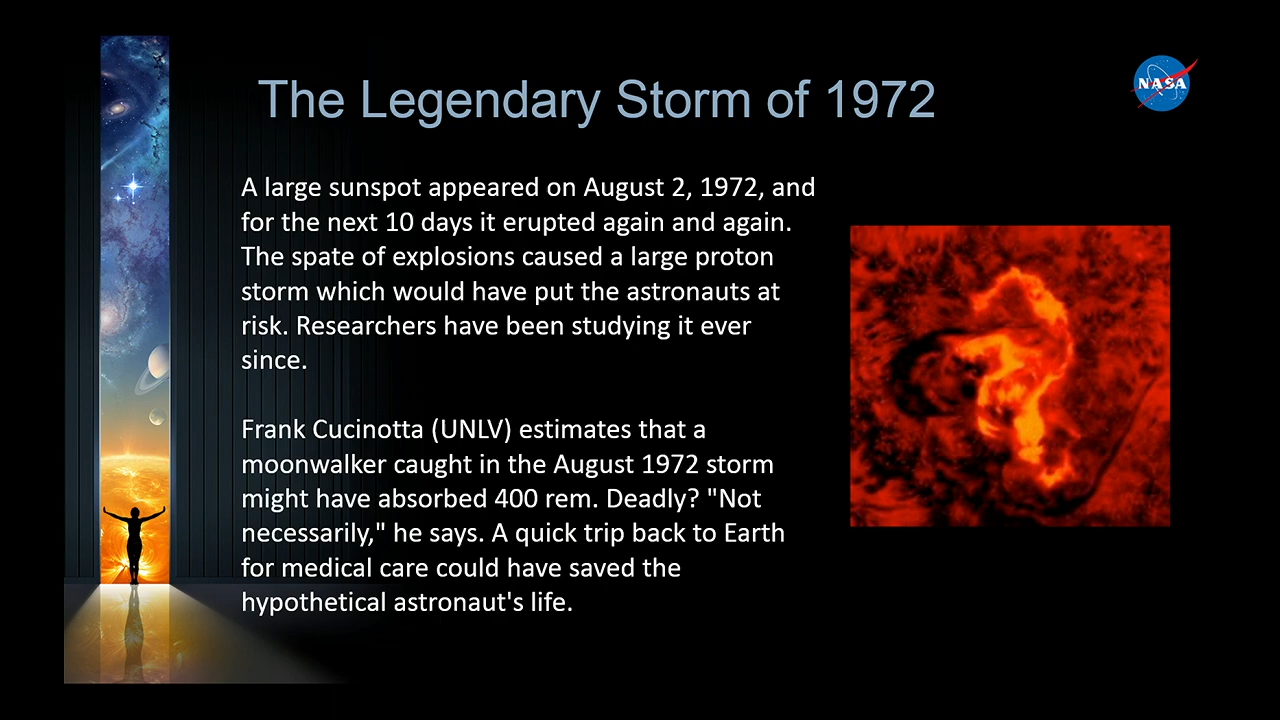 The Legendary Storm of 1972
NASA
A large sunspot appeared on August 2, 1972, and
for the next 10 days it erupted again and again.
The spate of explosions caused a large proton
storm which would have put the astronauts at
risk. Researchers have been studying it ever
since.
Frank Cucinotta (UNLV) estimates that a
moonwalker caught in the August 1972 storm
might have absorbed 400 rem. Deadly? "Not
necessarily," he says. A quick trip back to Earth
for medical care could have saved the
hypothetical astronaut's life.